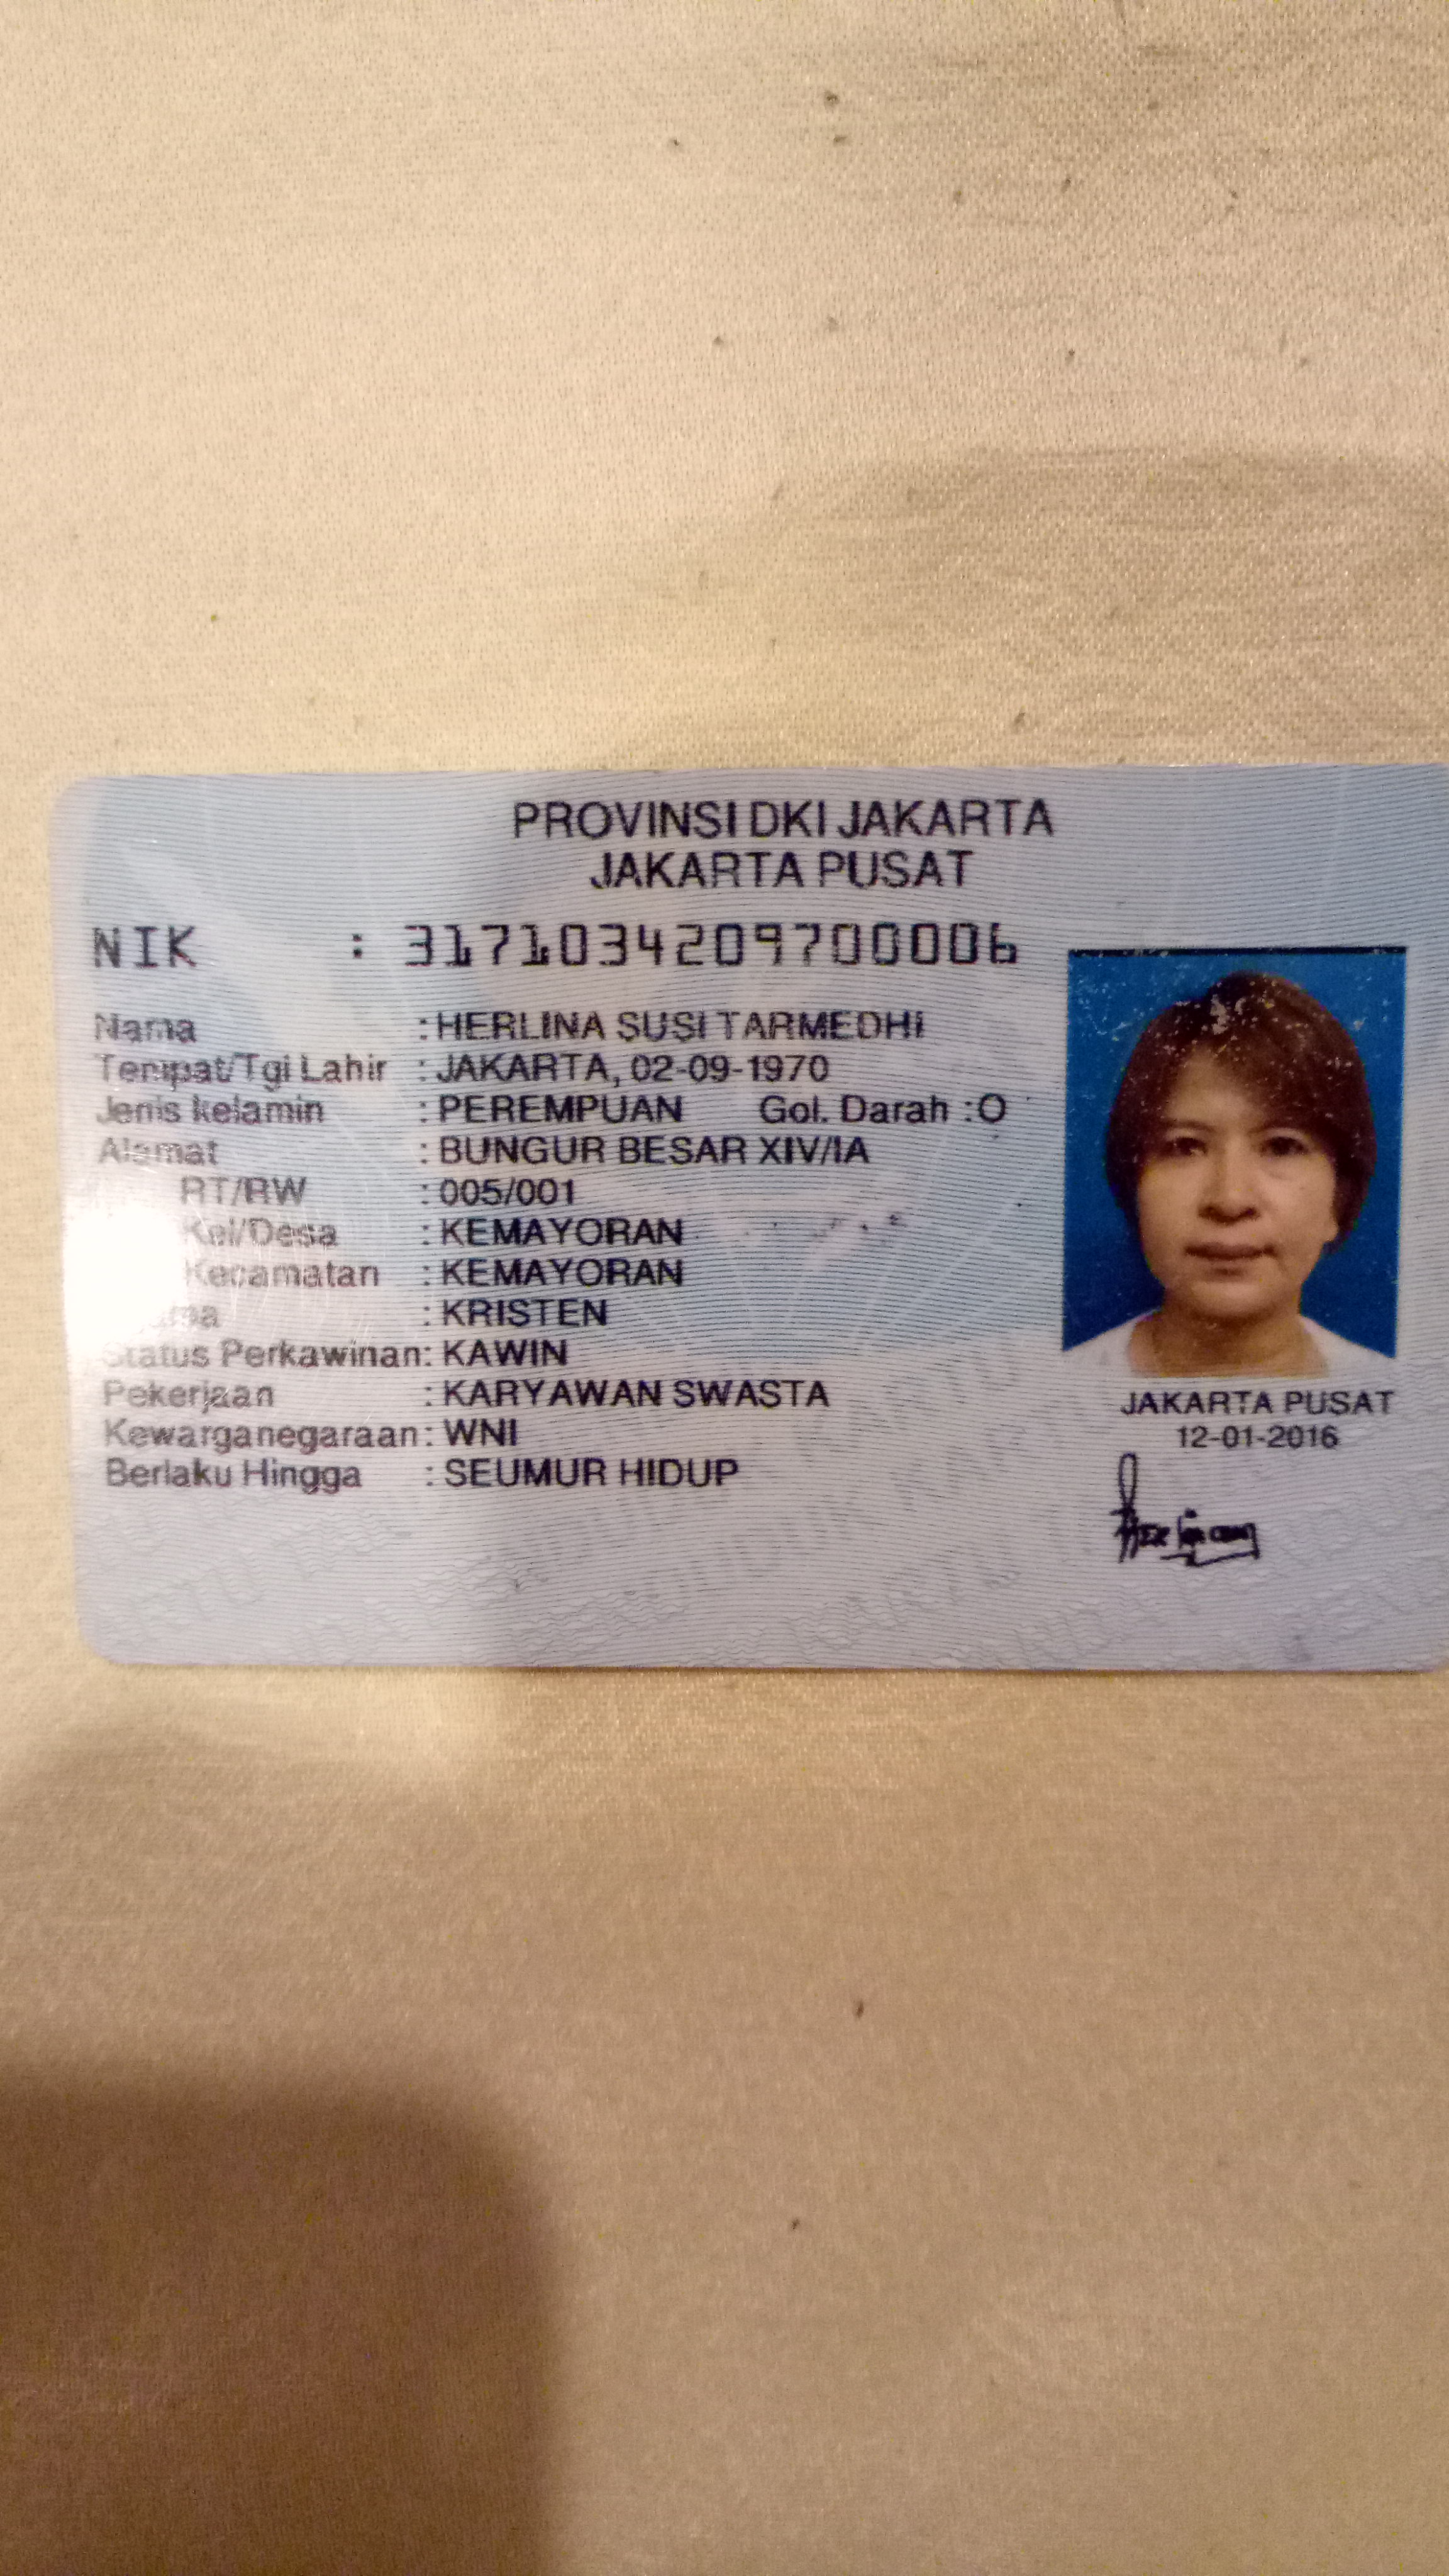 PROVINSI DKI JAKARTA
JAKARTA PUSAT
NIK : 3171034209700006
Nama : HERLINA SUSI TARMEDHI
Tempat/Tgl Lahir : JAKARTA, 02-09-1970
Jenis kelamin : PEREMPUAN Gol. Darah : O
Alamat : BUNGUR BESAR XIV/IA
RT/RW : 005/001
Kel/Desa : KEMAYORAN
Kecamatan : KEMAYORAN
: KRISTEN
Status Perkawinan: KAWIN
Pekerjaan : KARYAWAN SWASTA
Kewarganegaraan: WNI
Berlaku Hingga : SEUMUR HIDUP
JAKARTA PUSAT
12-01-2016